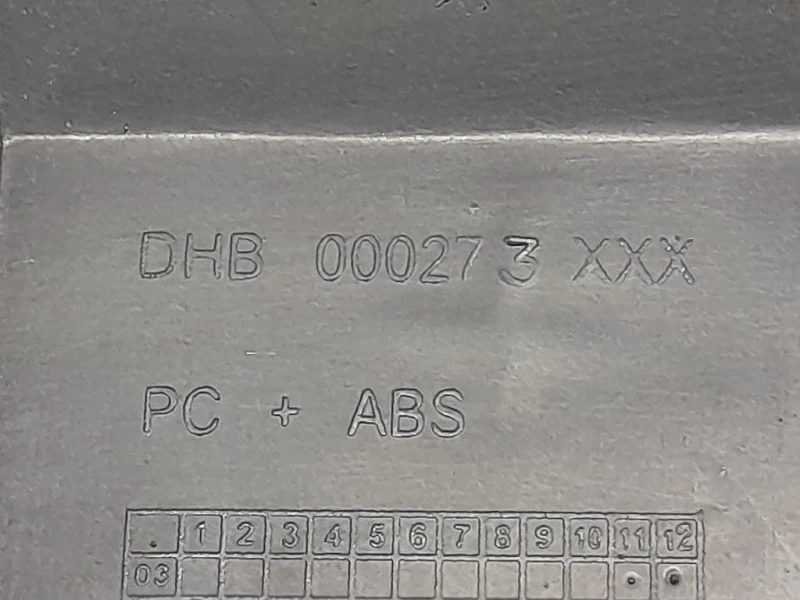 DHB 000273 XXX
PC + ABS
. 1 2 3 4 5 6 7 8 9 10 11 12
03